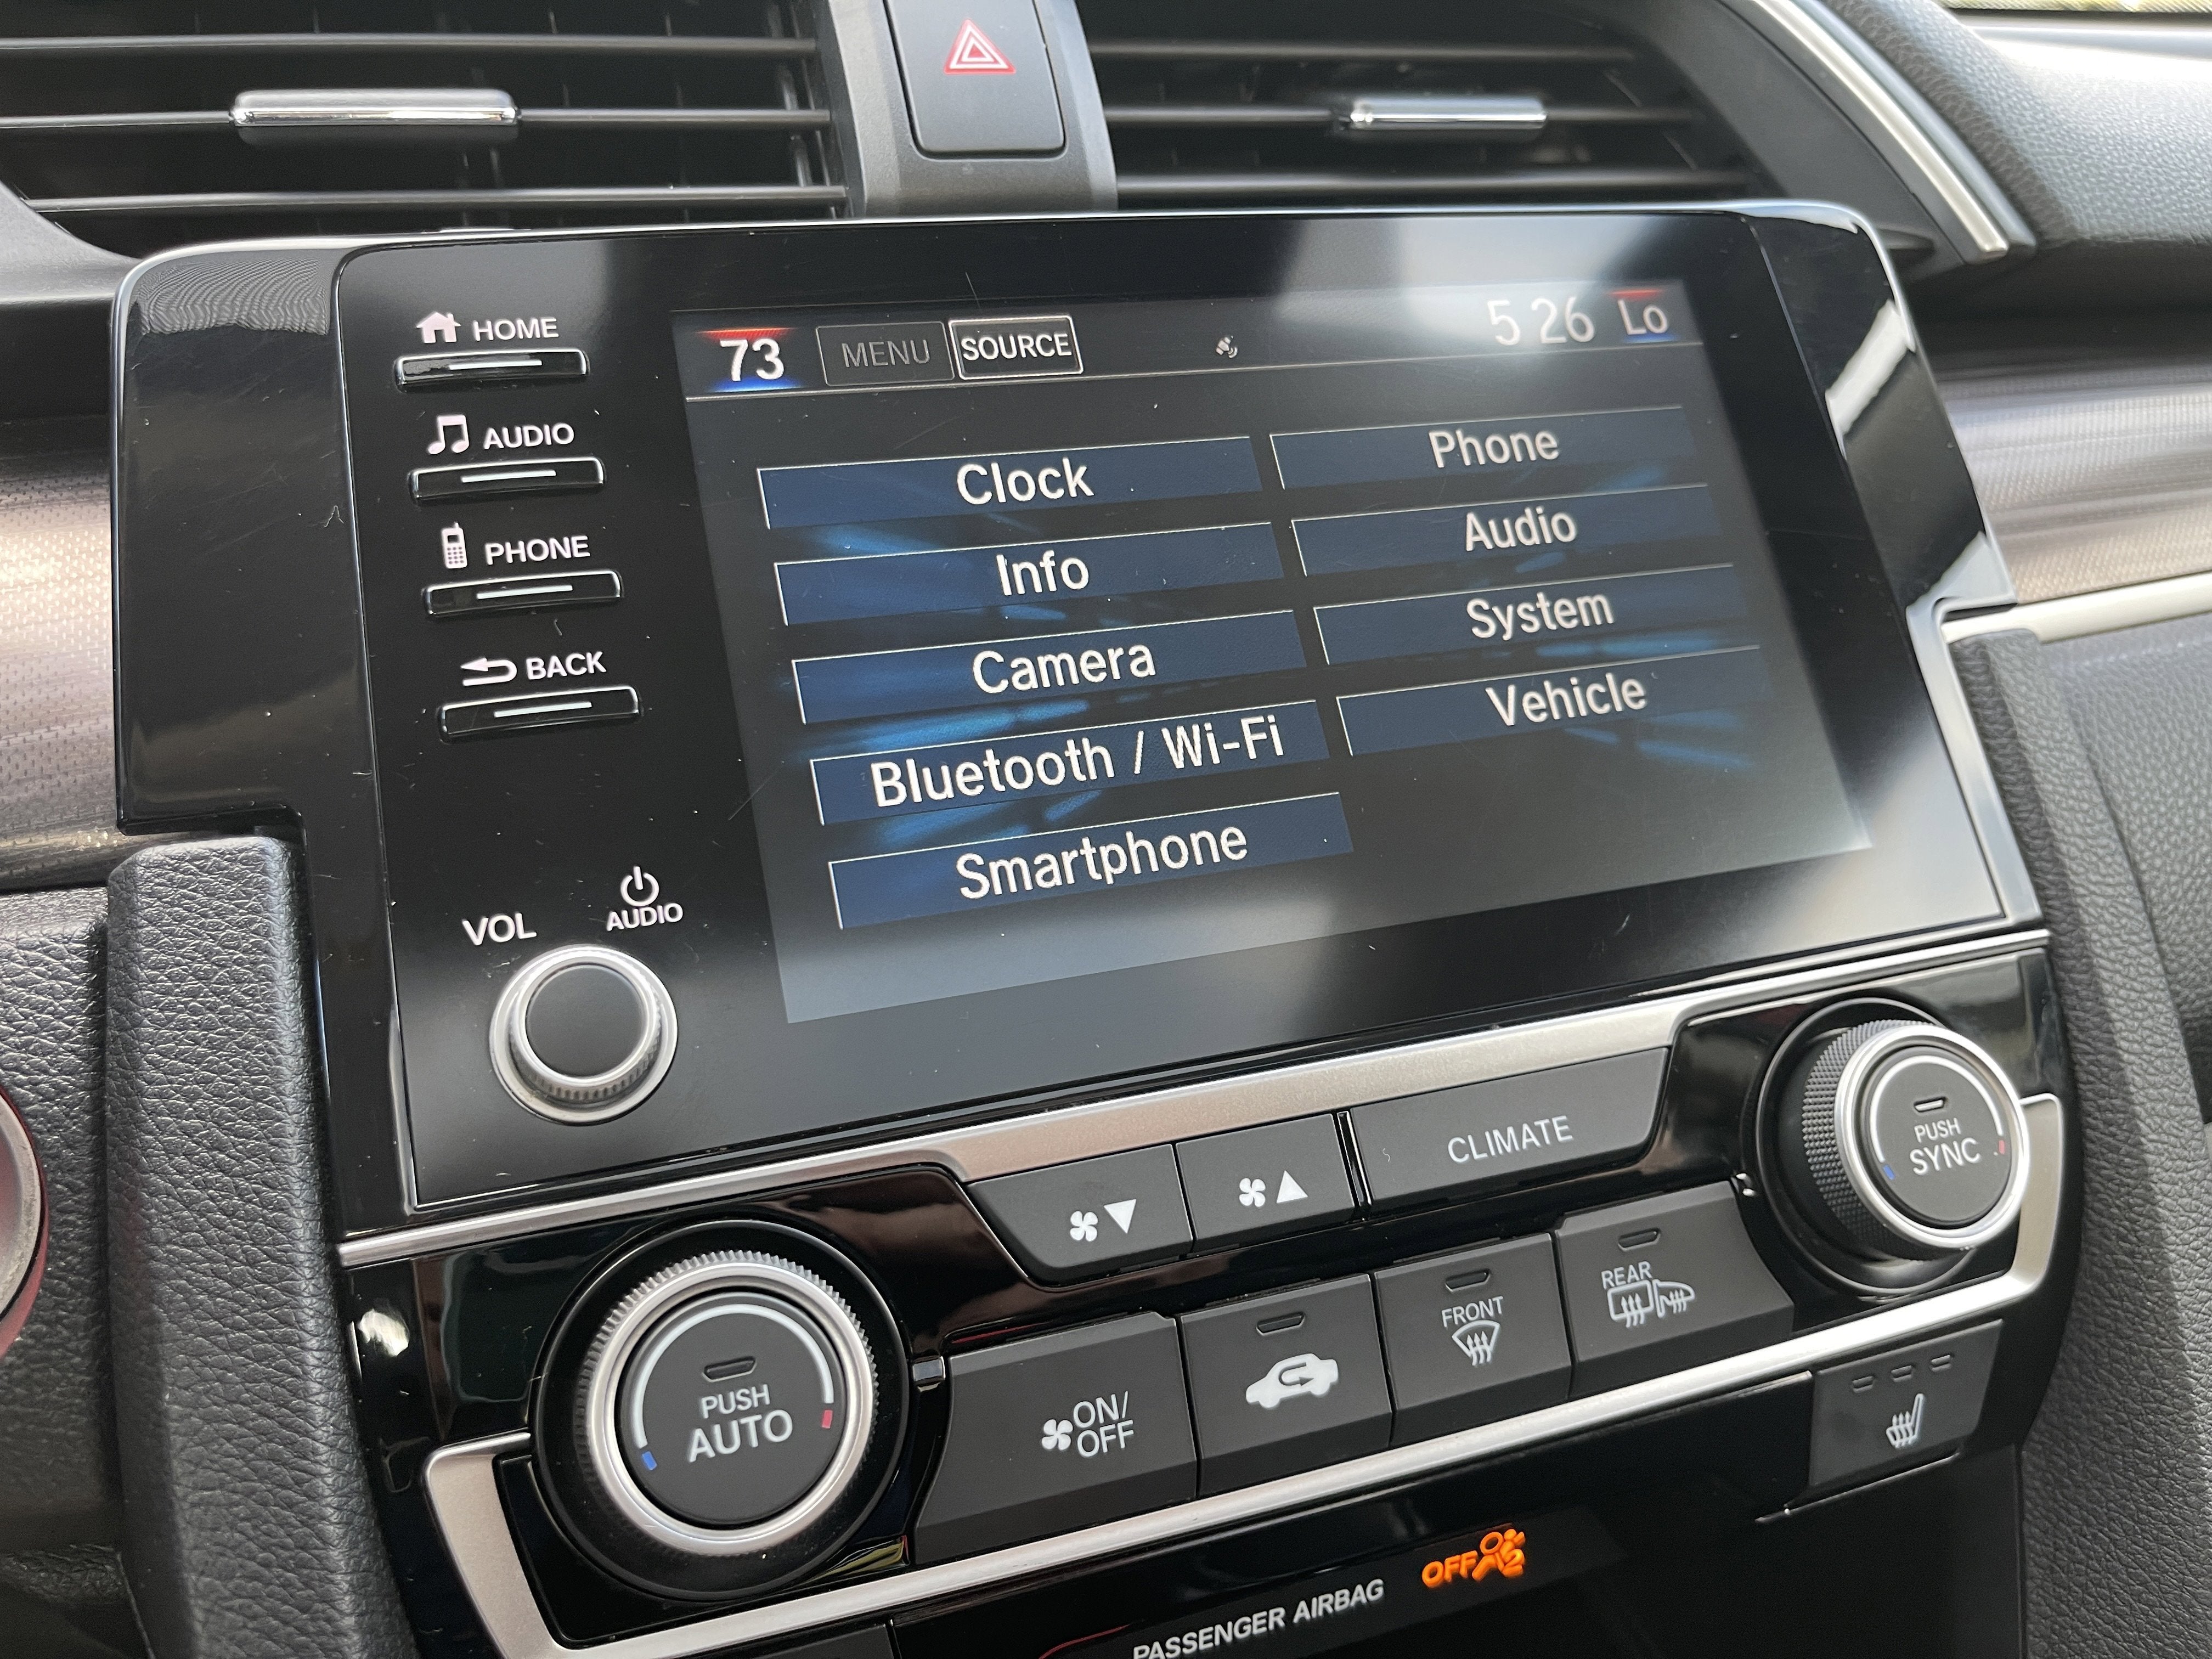 HOME
AUDIO
PHONE
BACK
VOL
AUDIO
73 MENU SOURCE 5 26 Lo
Clock Phone
Info Audio
Camera System
Bluetooth / Wi-Fi Vehicle
Smartphone
CLIMATE
PUSH
SYNC
PUSH
AUTO
ON/
OFF
FRONT
REAR
PASSENGER AIRBAG OFF 2